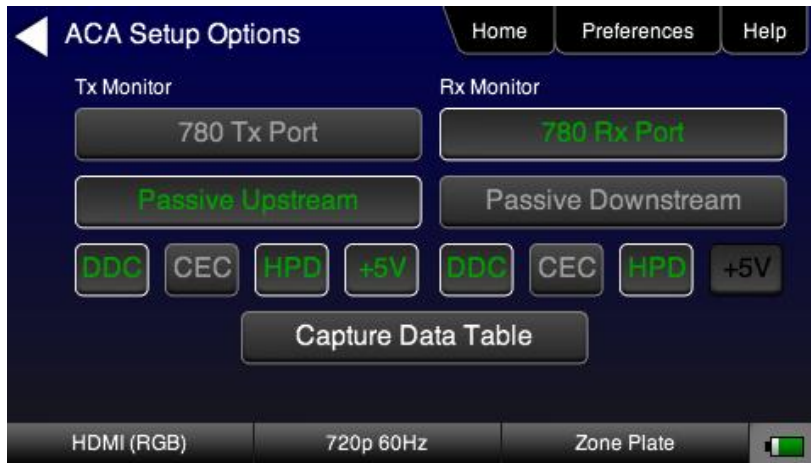 ACA Setup Options Home Preferences Help
Tx Monitor Rx Monitor
780 Tx Port 780 Rx Port
Passive Upstream Passive Downstream
DDC CEC HPD +5V DDC CEC HPD +5V
Capture Data Table
HDMI (RGB) 720p 60Hz Zone Plate